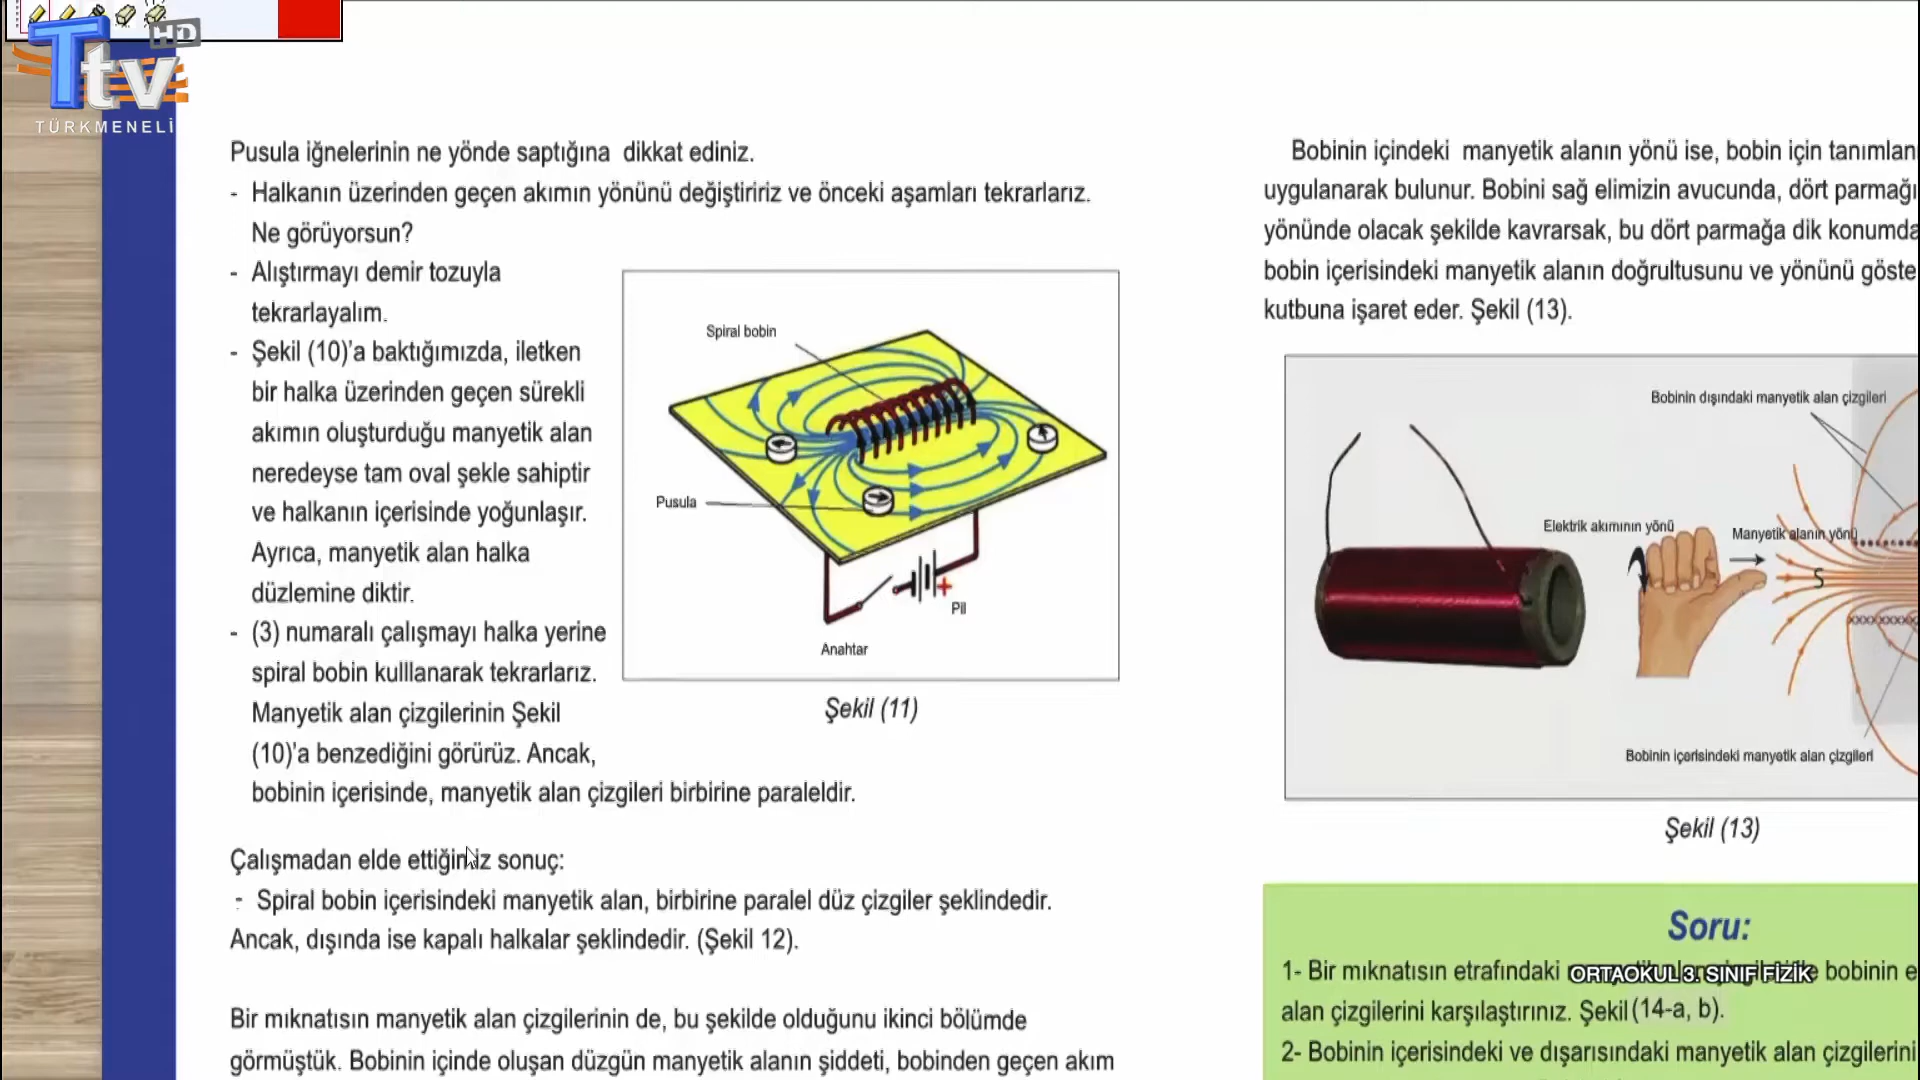 HD
Ttv
TÜRKMENELİ
Pusula iğnelerinin ne yönde saptığına dikkat ediniz.
- Halkanın üzerinden geçen akımın yönünü değiştiririz ve önceki aşamları tekrarlarız.
Ne görüyorsun?
- Alıştırmayı demir tozuyla
tekrarlayalım.
- Şekil (10)'a baktığımızda, iletken
bir halka üzerinden geçen sürekli
akımın oluşturduğu manyetik alan
neredeyse tam oval şekle sahiptir
ve halkanın içerisinde yoğunlaşır.
Ayrıca, manyetik alan halka
düzlemine diktir.
- (3) numaralı çalışmayı halka yerine
spiral bobin kulllanarak tekrarlarız.
Manyetik alan çizgilerinin Şekil
(10)'a benzediğini görürüz. Ancak,
bobinin içerisinde, manyetik alan çizgileri birbirine paraleldir.
Spiral bobin
Pusula
Pil
Anahtar
Şekil (11)
Çalışmadan elde ettiğimiz sonuç:
- Spiral bobin içerisindeki manyetik alan, birbirine paralel düz çizgiler şeklindedir.
Ancak, dışında ise kapalı halkalar şeklindedir. (Şekil 12).
Bir mıknatısın manyetik alan çizgilerinin de, bu şekilde olduğunu ikinci bölümde
görmüştük. Bobinin içinde oluşan düzgün manyetik alanın şiddeti, bobinden geçen akım
Bobinin içindeki manyetik alanın yönü ise, bobin için tanımlan
uygulanarak bulunur. Bobini sağ elimizin avucunda, dört parmağı
yönünde olacak şekilde kavrarsak, bu dört parmağa dik konumda
bobin içerisindeki manyetik alanın doğrultusunu ve yönünü göste
kutbuna işaret eder. Şekil (13).
Bobinin dışındaki manyetik alan çizgileri
Elektrik akımının yönü
Manyetik alanın yönü
S
Bobinin içerisindeki manyetik alan çizgileri
Şekil (13)
Soru:
1- Bir mıknatısın etrafındaki bobinin e
ORTAOKUL 3. SINIF FİZİK
alan çizgilerini karşılaştırınız. Şekil (14-a, b).
2- Bobinin içerisindeki ve dışarısındaki manyetik alan çizgilerini